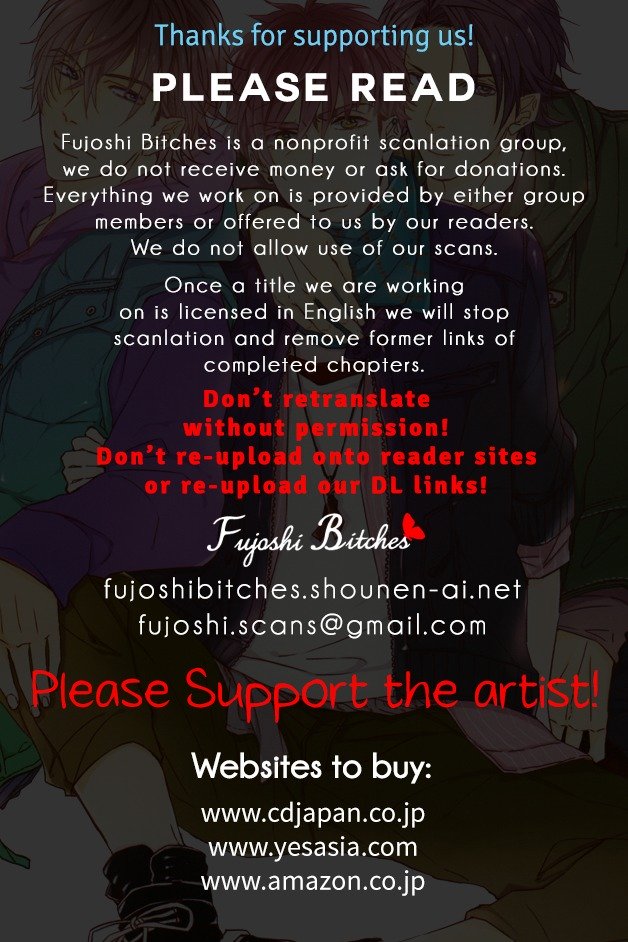 Thanks for supporting us!
PLEASE READ
Fujoshi Bitches is a nonprofit scanlation group,
we do not receive money or ask for donations.
Everything we work on is provided by either group
members or offered to us by our readers.
We do not allow use of our scans.
Once a title we are working
on is licensed in English we will stop
scanlation and remove former links of
completed chapters.
Don't retranslate
without permission!
Don't re-upload onto reader sites
or re-upload our DL links!
Fujoshi Bitches
fujoshibitches.shounen-ai.net
fujoshi.scans@gmail.com
Please Support the artist!
Websites to buy:
www.cdjapan.co.jp
www.yesasia.com
www.amazon.co.jp